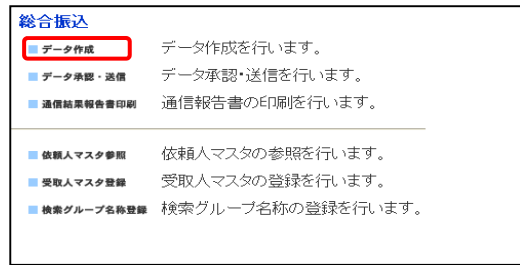 総合振込
データ作成 データ作成を行います。
データ承認・送信 データ承認・送信を行います。
通信結果報告書印刷 通信報告書の印刷を行います。
依頼人マスタ参照 依頼人マスタの参照を行います。
受取人マスタ登録 受取人マスタの登録を行います。
検索グループ名称登録 検索グループ名称の登録を行います。